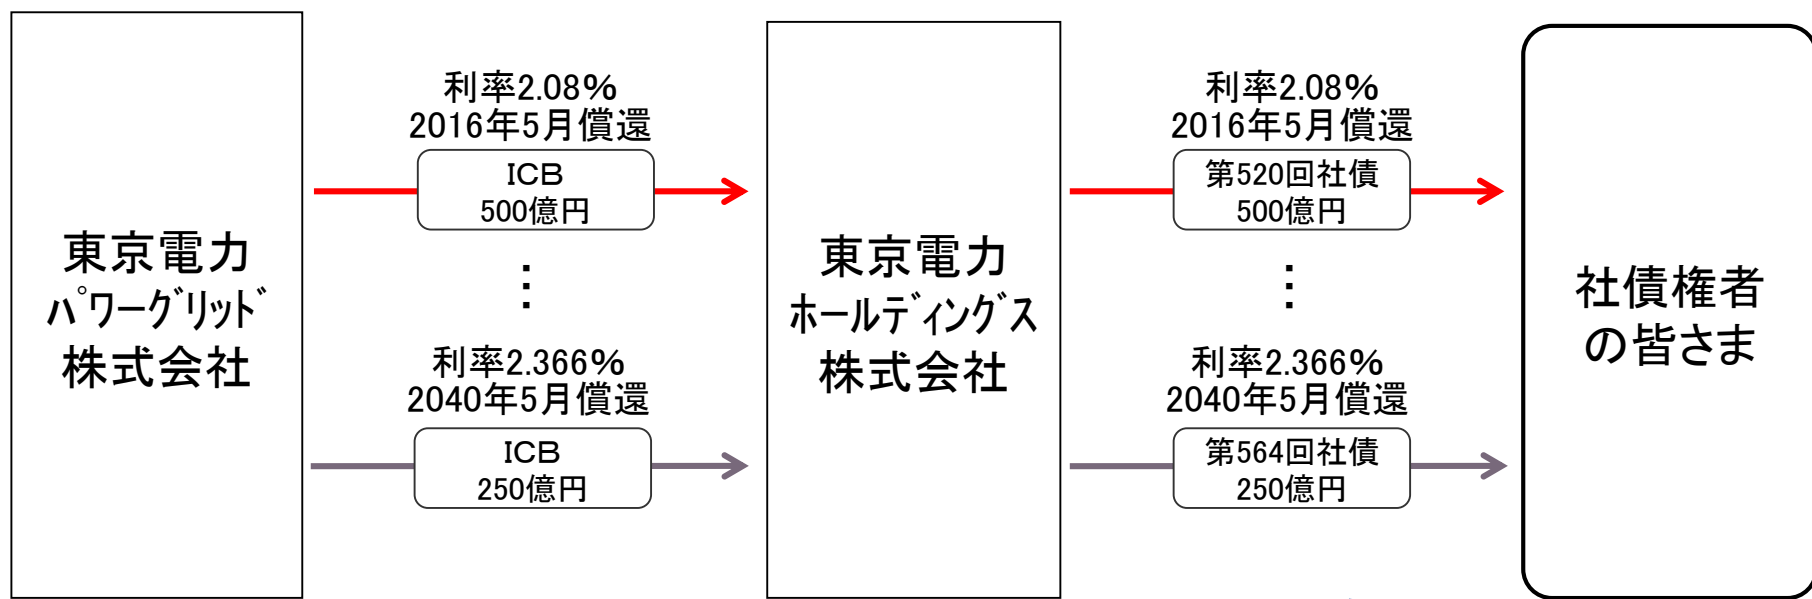 東京電力
ﾊﾟﾜｰｸﾞﾘｯﾄﾞ
株式会社
利率2.08%
2016年5月償還
ＩＣＢ
500億円
⋮
利率2.366%
2040年5月償還
ＩＣＢ
250億円
東京電力
ﾎｰﾙﾃﾞｨﾝｸﾞｽ
株式会社
利率2.08%
2016年5月償還
第520回社債
500億円
⋮
利率2.366%
2040年5月償還
第564回社債
250億円
社債権者
の皆さま